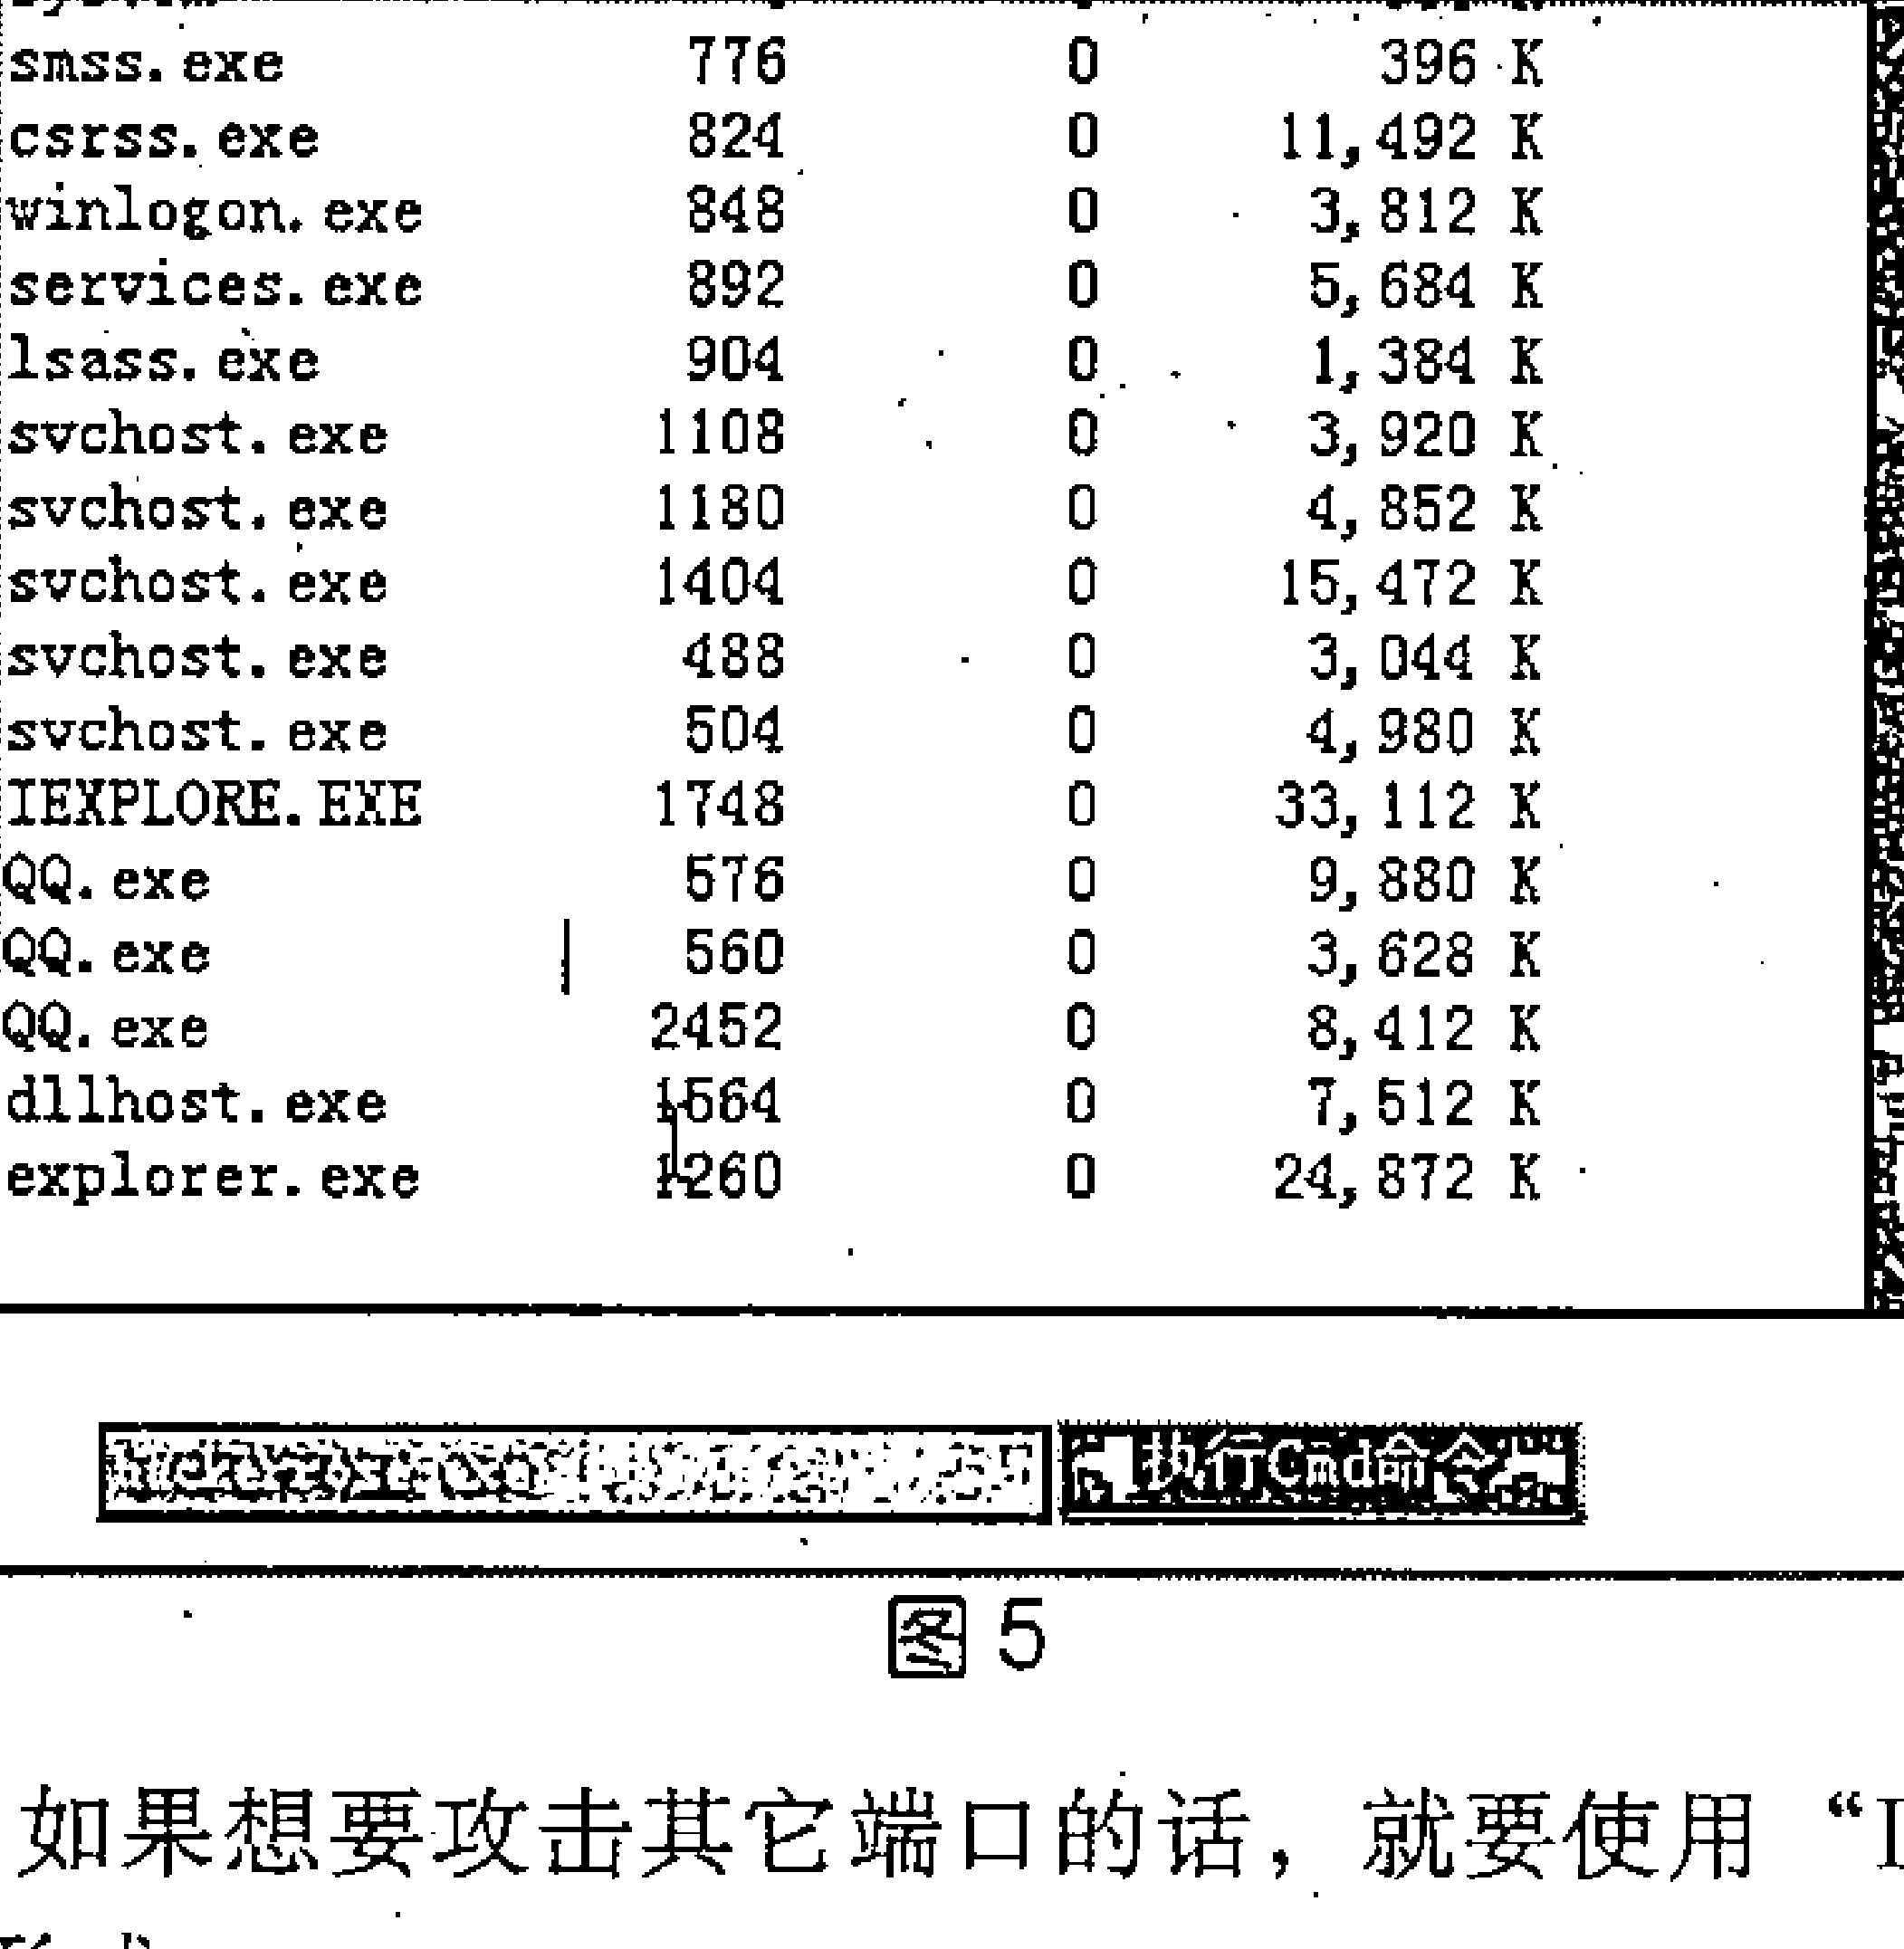 smss.exe 776 0 396 K
csrss.exe 824 0 11,492 K
winlogon.exe 848 0 3,812 K
services.exe 892 0 5,684 K
lsass.exe 904 0 1,384 K
svchost.exe 1108 0 3,920 K
svchost.exe 1180 0 4,852 K
svchost.exe 1404 0 15,472 K
svchost.exe 488 0 3,044 K
svchost.exe 504 0 4,980 K
IEXPLORE.EXE 1748 0 33,112 K
QQ.exe 576 0 9,880 K
QQ.exe 560 0 3,628 K
QQ.exe 2452 0 8,412 K
dllhost.exe 1564 0 7,512 K
explorer.exe 1260 0 24,872 K
执行Cmd命令
图 5
如果想要攻击其它端口的话，就要使用“